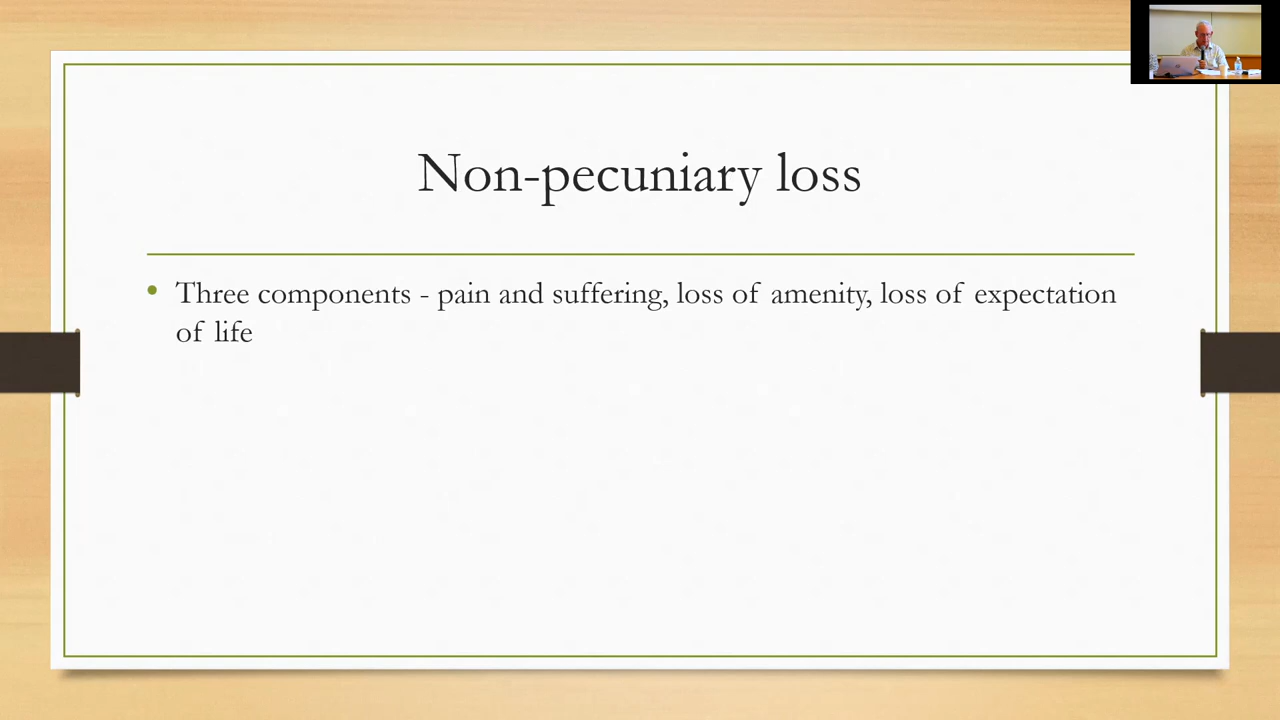 Non-pecuniary loss
• Three components - pain and suffering, loss of amenity, loss of expectation
of life